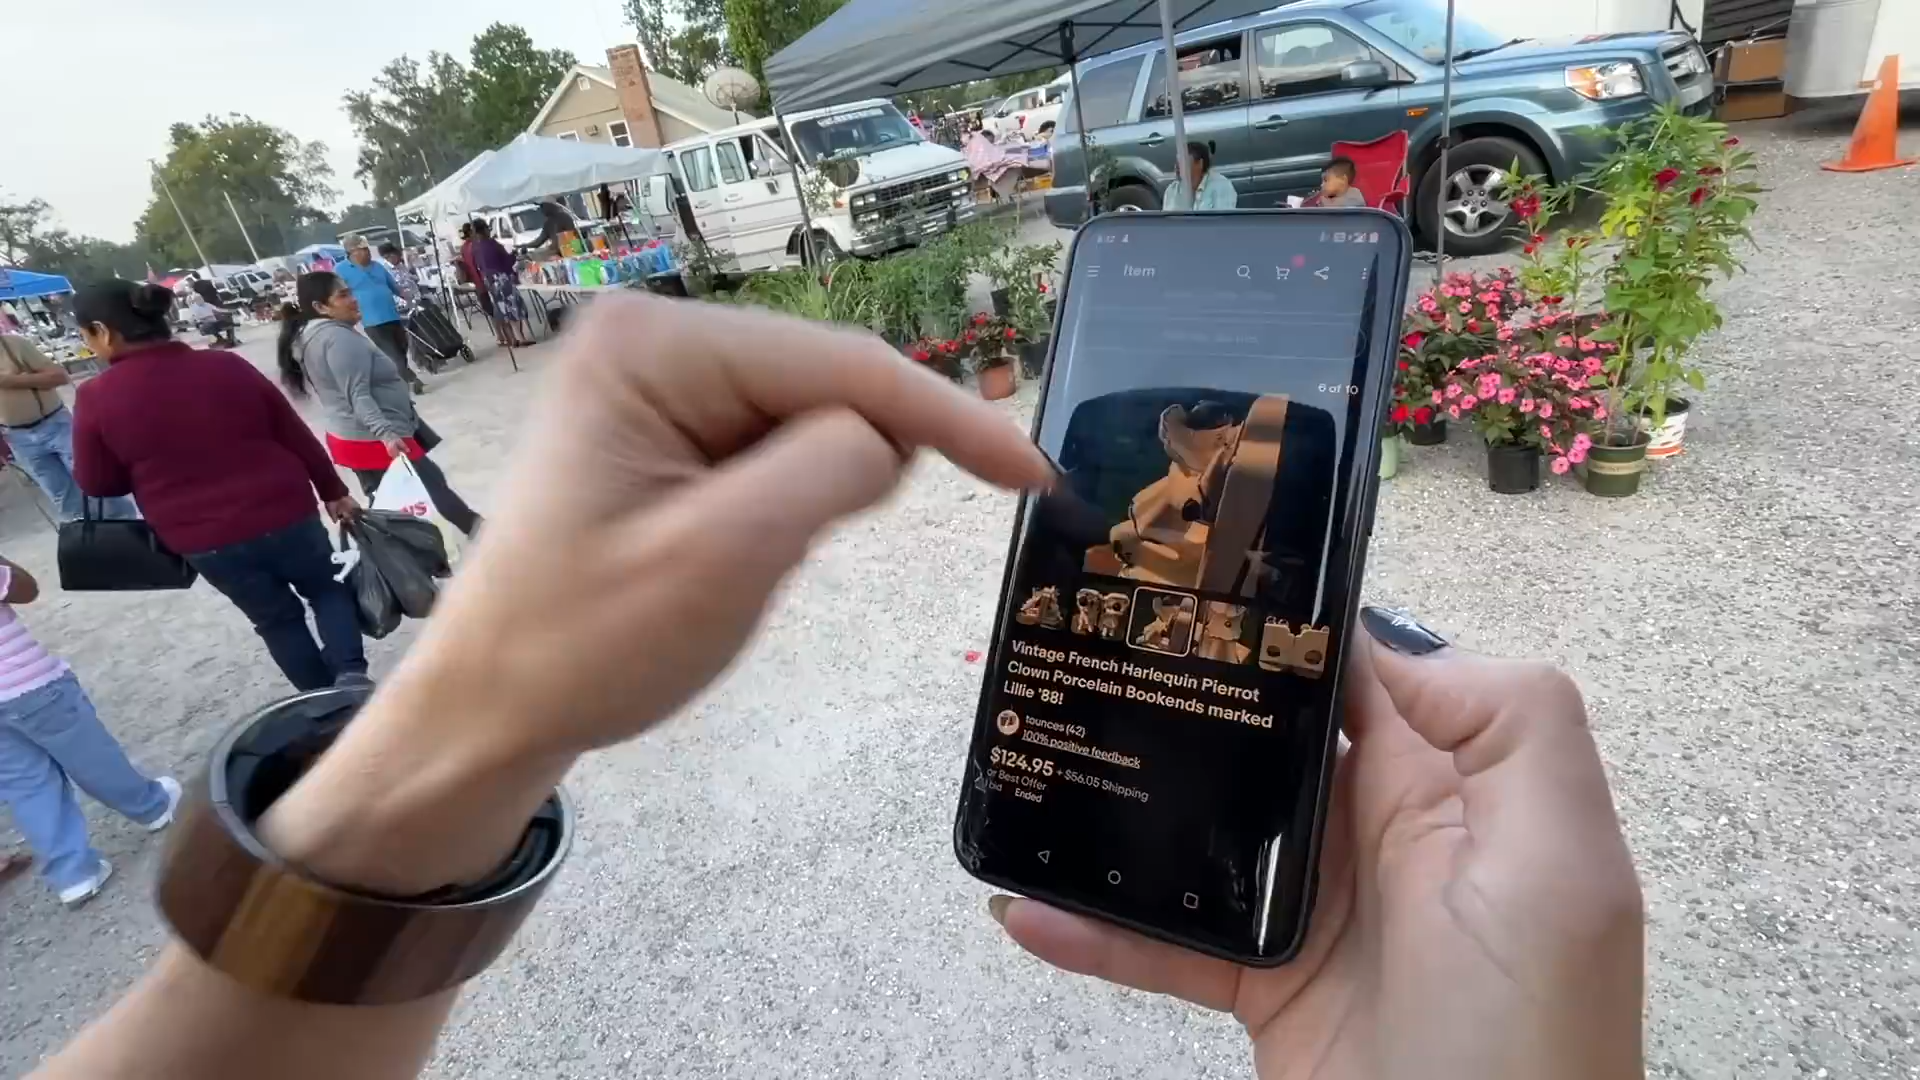 Item
6 of 10
Vintage French Harlequin Pierrot
Clown Porcelain Bookends marked
Lillie '88!
tounces (42)
100% positive feedback
$124.95 + $56.05 Shipping
or Best Offer
bid Ended